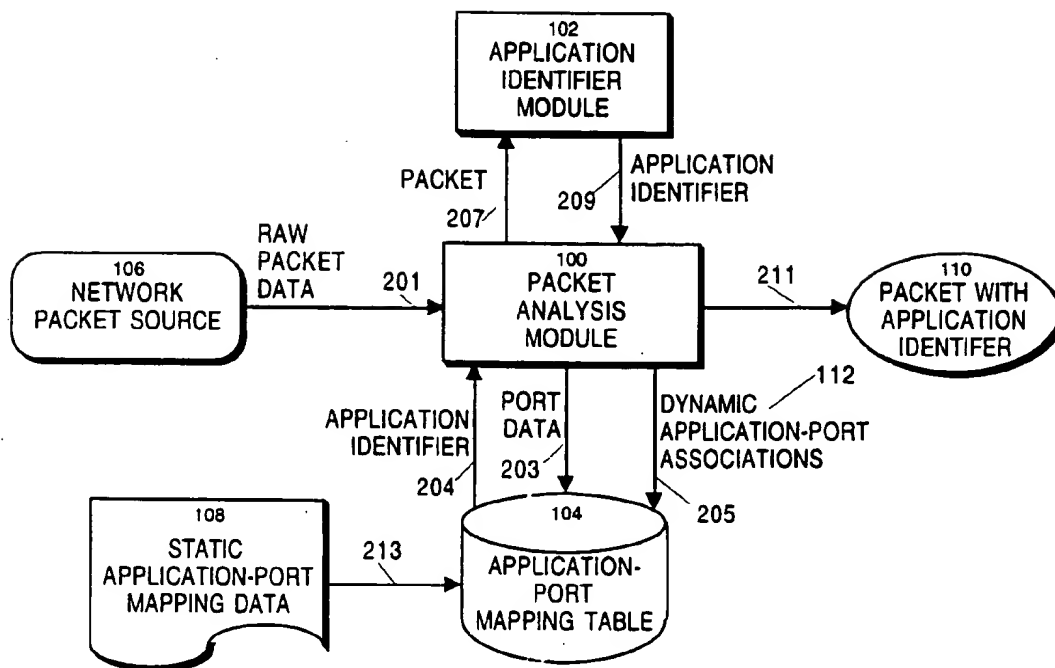 102
APPLICATION
IDENTIFIER
MODULE
PACKET
207
209
APPLICATION
IDENTIFIER
RAW
PACKET
DATA
201
106
NETWORK
PACKET SOURCE
100
PACKET
ANALYSIS
MODULE
211
110
PACKET WITH
APPLICATION
IDENTIFER
112
APPLICATION
IDENTIFIER
204
PORT
DATA
203
DYNAMIC
APPLICATION-PORT
ASSOCIATIONS
205
108
STATIC
APPLICATION-PORT
MAPPING DATA
213
104
APPLICATION-
PORT
MAPPING TABLE